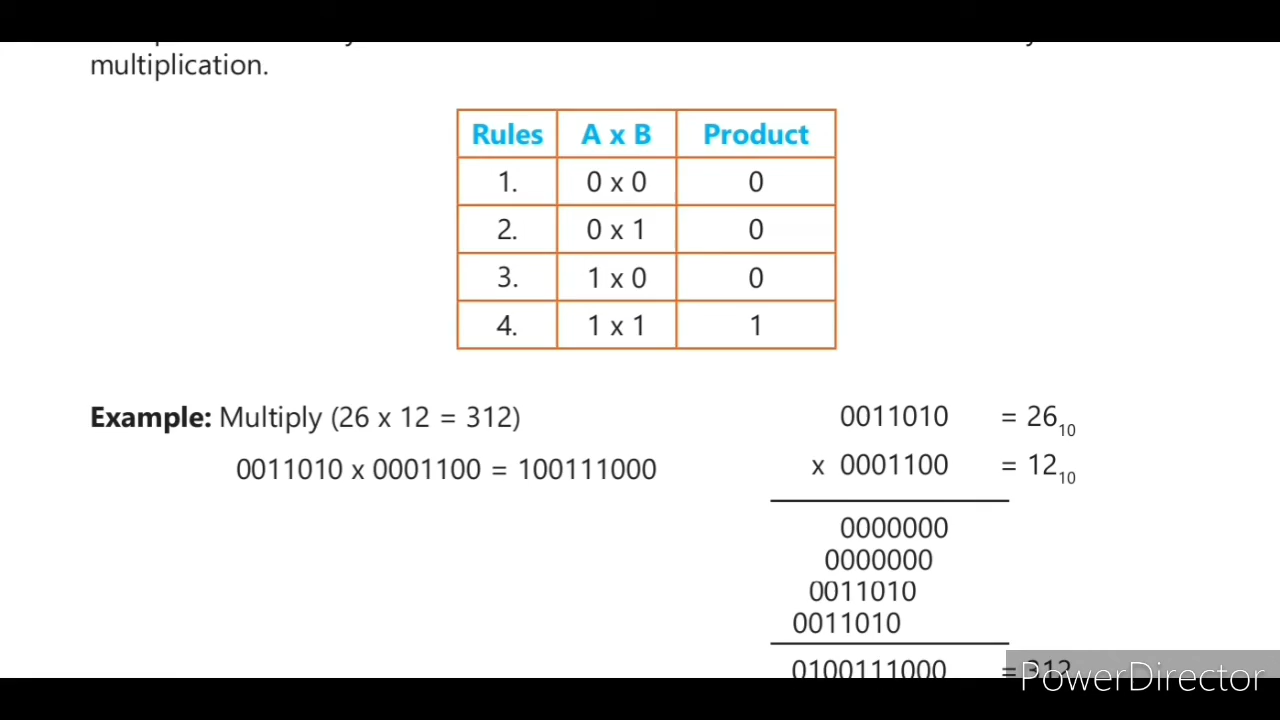 multiplication.
Rules A x B Product
1. 0 x 0 0
2. 0 x 1 0
3. 1 x 0 0
4. 1 x 1 1
Example: Multiply (26 x 12 = 312)
0011010 x 0001100 = 100111000
0011010 = 26₁₀
x 0001100 = 12₁₀
0000000
0000000
0011010
0011010
0100111000 = 312
PowerDirector